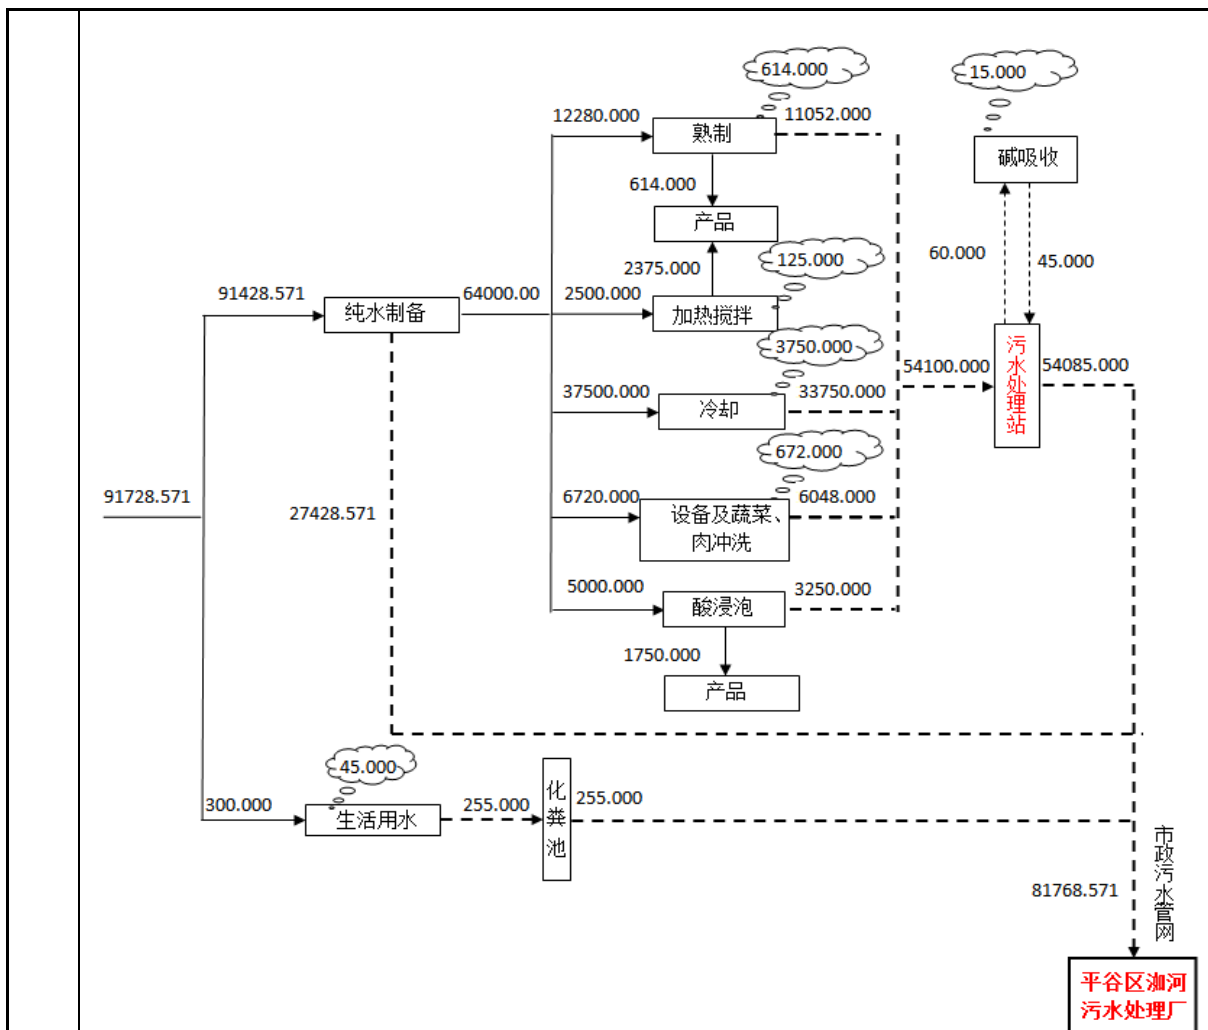 614.000
15.000
12280.000
11052.000
熟制
碱吸收
614.000
产品
125.000
60.000
45.000
2375.000
91428.571
64000.00
2500.000
纯水制备
加热搅拌
3750.000
污水处理站
54100.000
54085.000
37500.000
33750.000
冷却
672.000
91728.571
27428.571
6720.000
6048.000
设备及蔬菜、
肉冲洗
5000.000
3250.000
酸浸泡
1750.000
产品
45.000
300.000
生活用水
255.000
化粪池
255.000
市政污水管网
81768.571
平谷区洳河
污水处理厂